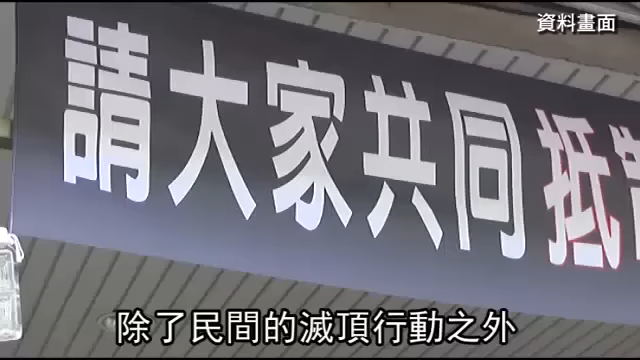 資料畫面
請大家共同抵制
除了民間的滅頂行動之外